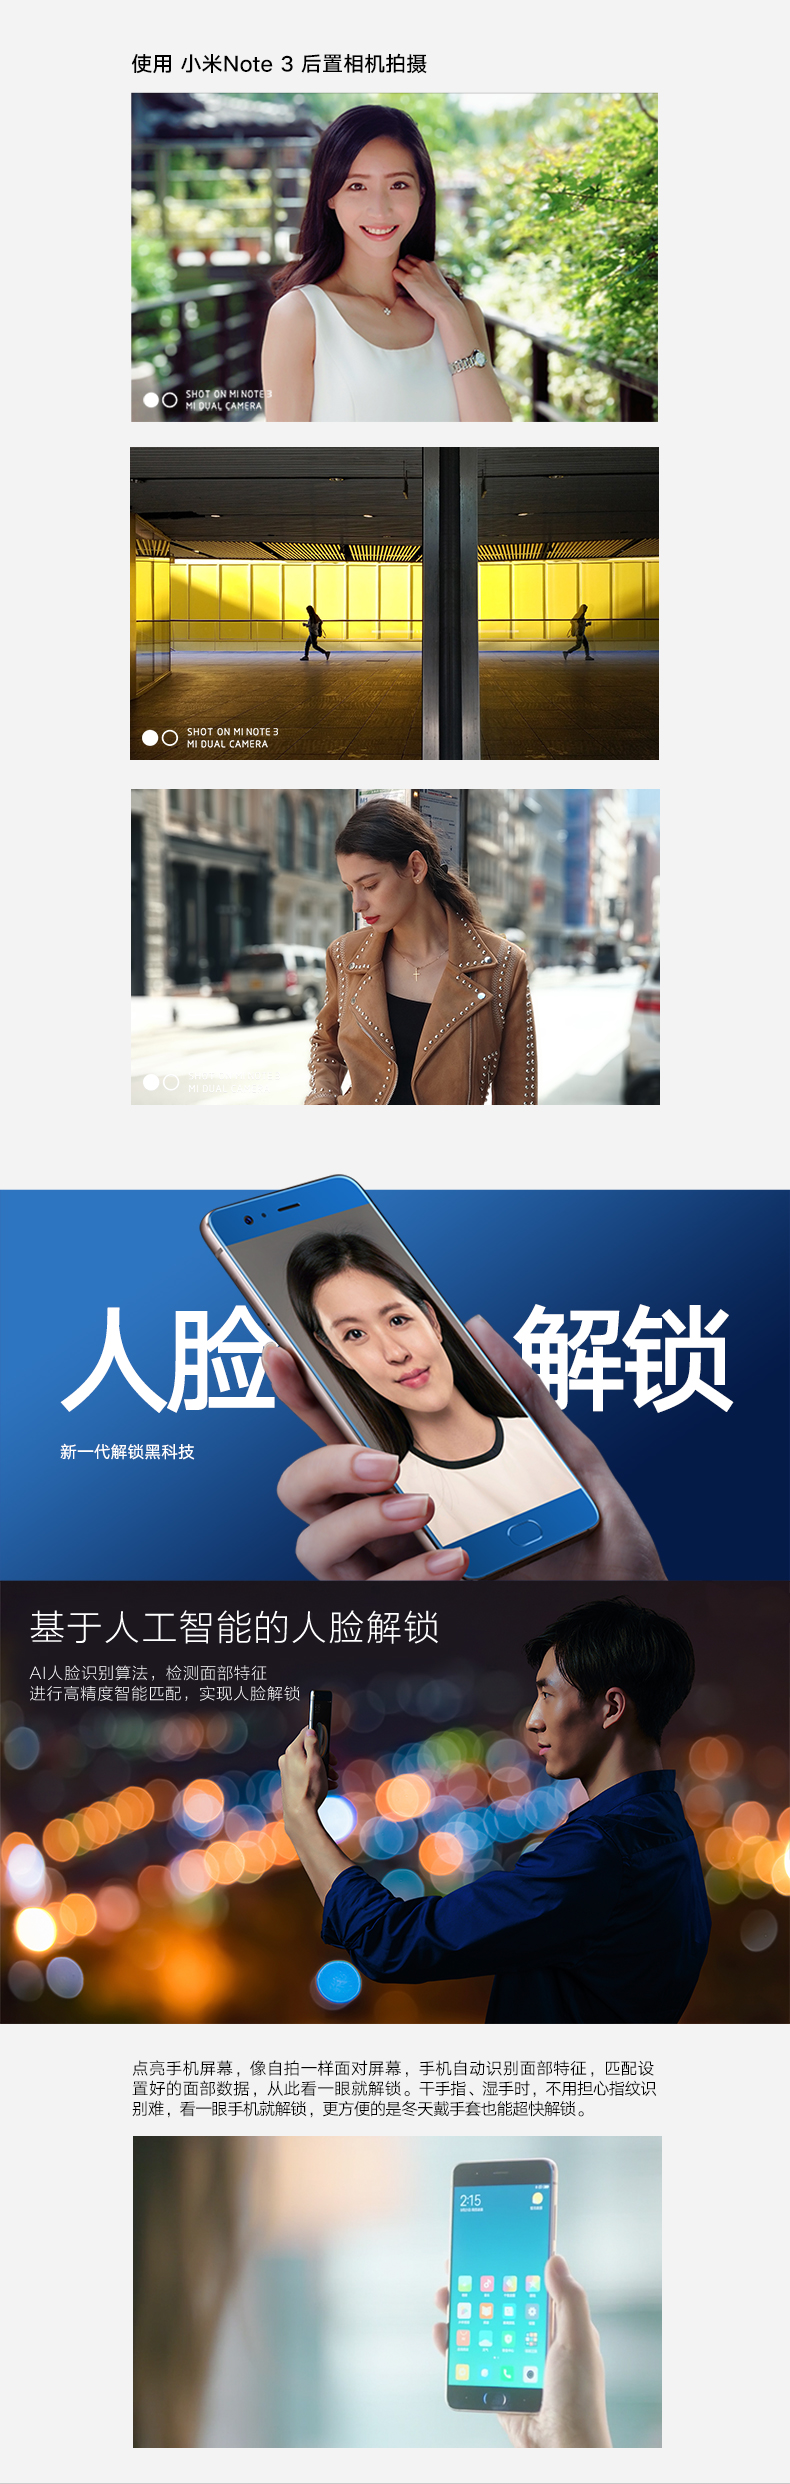 使用 小米Note 3 后置相机拍摄
SHOT ON MI NOTE 3
MI DUAL CAMERA
SHOT ON MI NOTE 3
MI DUAL CAMERA
MI DUAL
人脸 解锁
新一代解锁黑科技
基于人工智能的人脸解锁
AI人脸识别算法，检测面部特征
进行高精度智能匹配，实现人脸解锁
点亮手机屏幕，像自拍一样面对屏幕，手机自动识别面部特征，匹配设
置好的面部数据，从此看一眼就解锁。干手指、湿手时，不用担心指纹识
别难，看一眼手机就解锁，更方便的是冬天戴手套也能超快解锁。
2:15